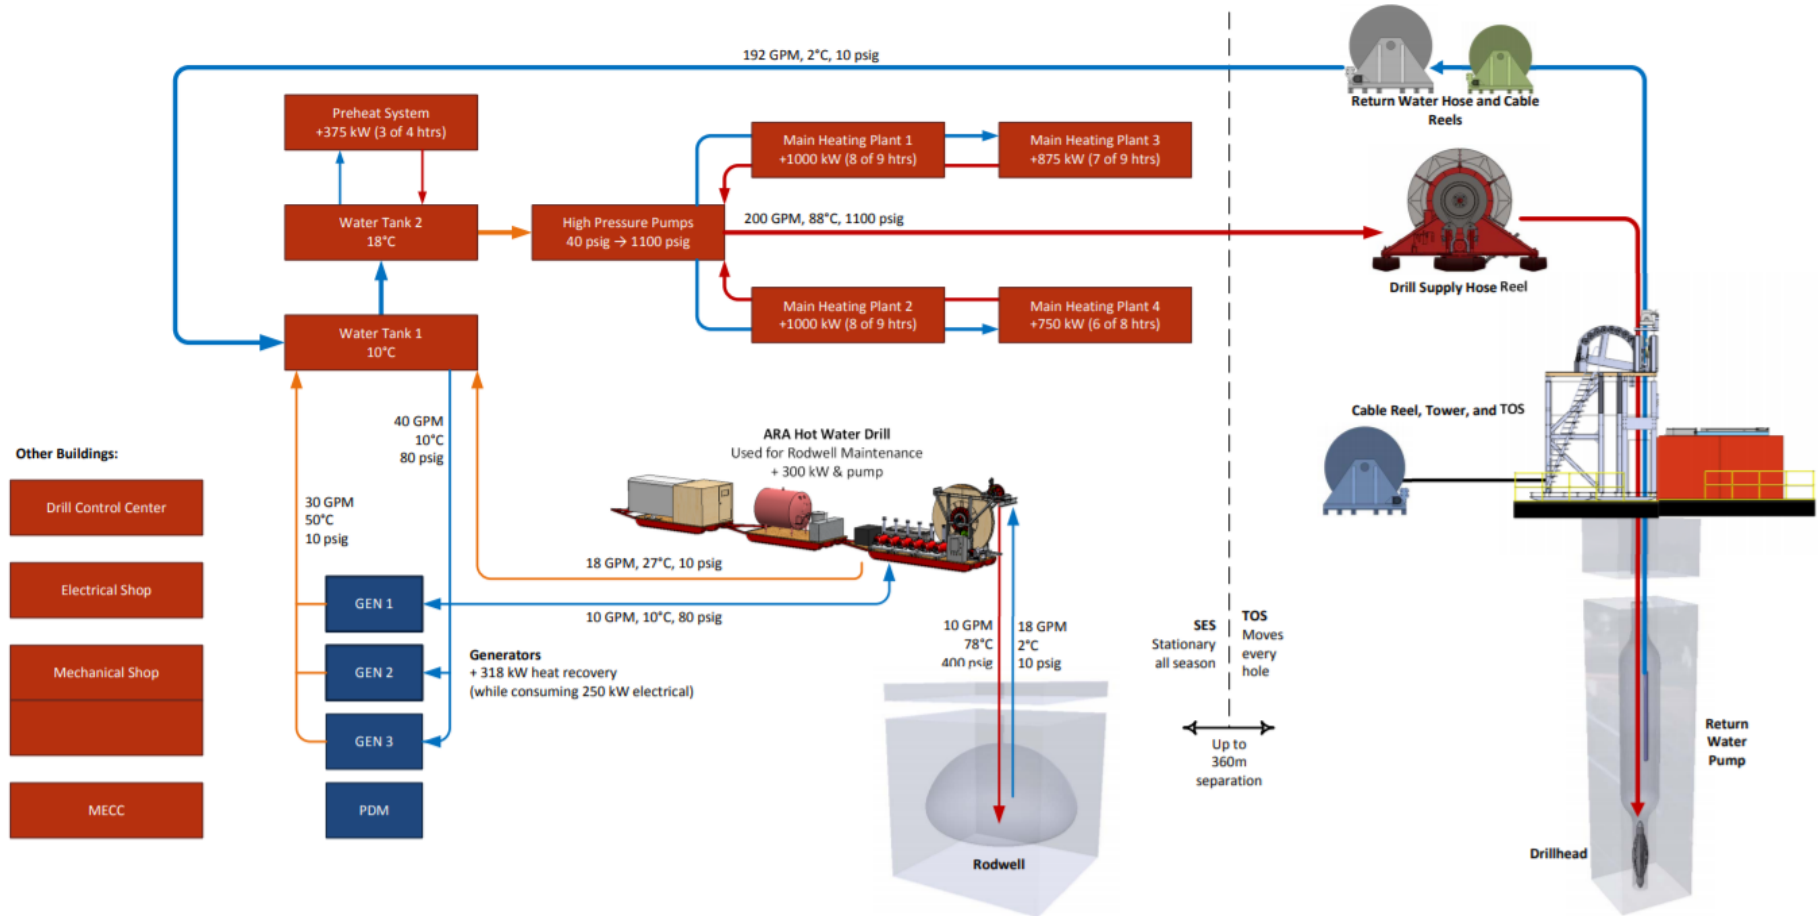 192 GPM, 2°C, 10 psig
Return Water Hose and Cable
Reels
Preheat System
+375 kW (3 of 4 htrs)
Main Heating Plant 1
+1000 kW (8 of 9 htrs)
Main Heating Plant 3
+875 kW (7 of 9 htrs)
Water Tank 2
18°C
High Pressure Pumps
40 psig → 1100 psig
200 GPM, 88°C, 1100 psig
Drill Supply Hose Reel
Main Heating Plant 2
+1000 kW (8 of 9 htrs)
Main Heating Plant 4
+750 kW (6 of 8 htrs)
Water Tank 1
10°C
40 GPM
10°C
80 psig
ARA Hot Water Drill
Used for Rodwell Maintenance
+ 300 kW & pump
Cable Reel, Tower, and TOS
Other Buildings:
Drill Control Center
Electrical Shop
Mechanical Shop
MECC
30 GPM
50°C
10 psig
18 GPM, 27°C, 10 psig
10 GPM, 10°C, 80 psig
GEN 1
GEN 2
GEN 3
PDM
Generators
+ 318 kW heat recovery
(while consuming 250 kW electrical)
10 GPM
78°C
400 psig
18 GPM
2°C
10 psig
SES
Stationary
all season
TOS
Moves
every
hole
Up to
360m
separation
Rodwell
Return
Water
Pump
Drillhead